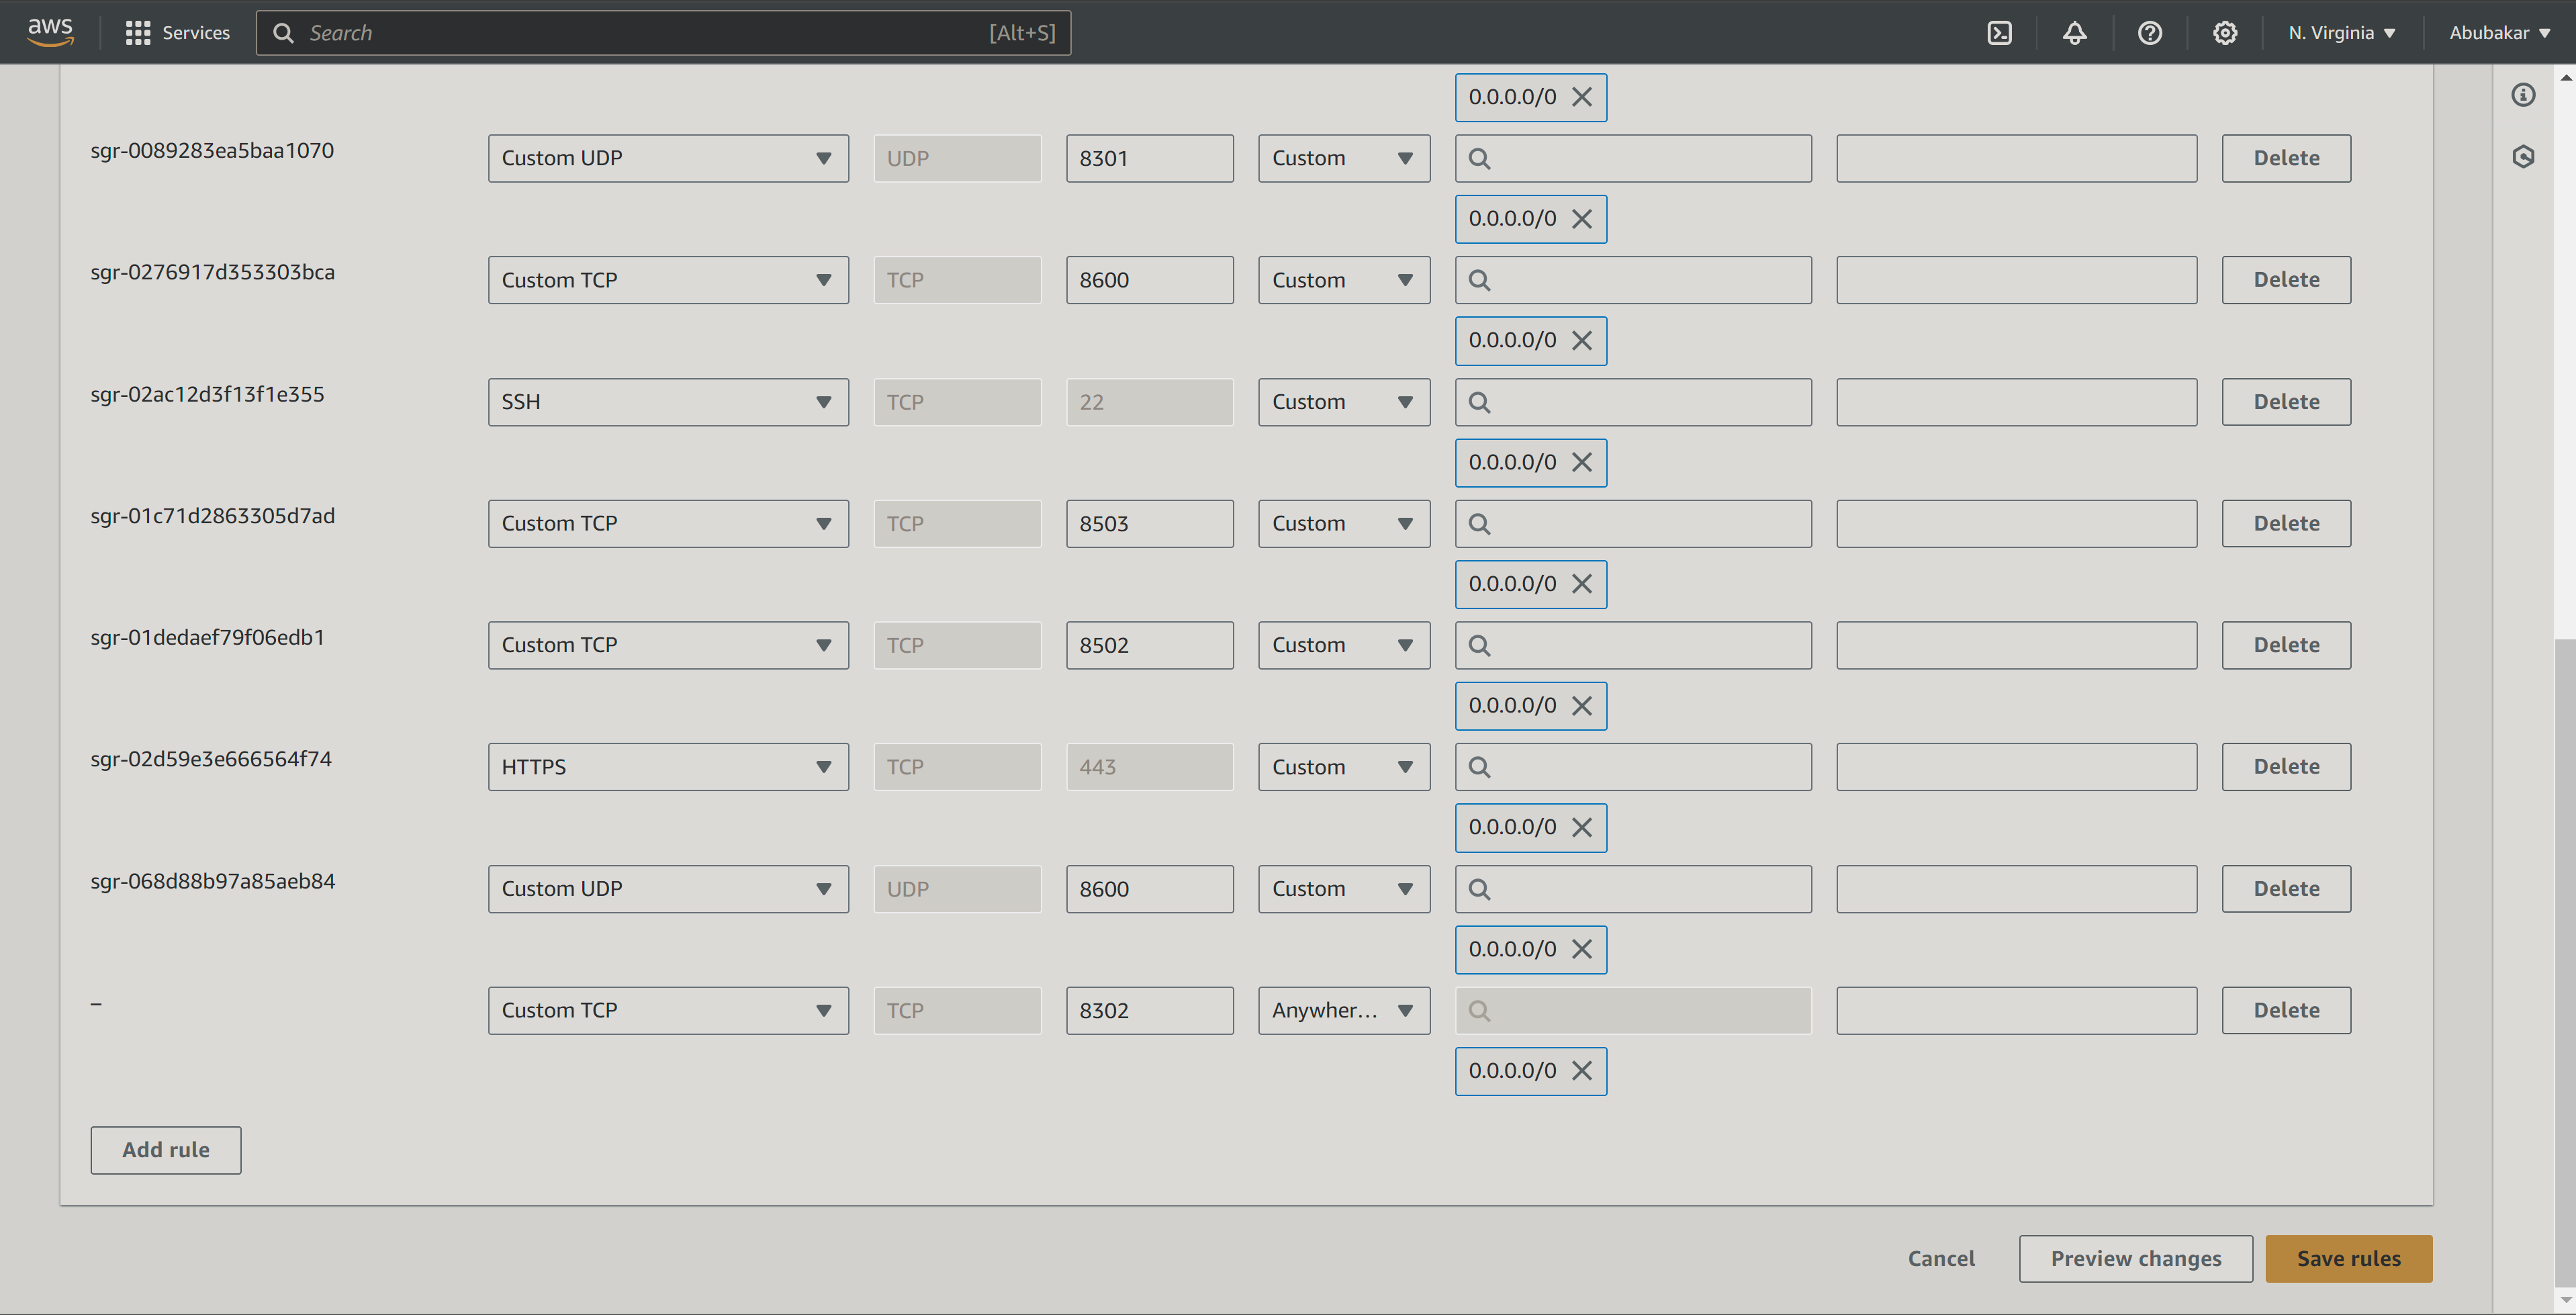 aws Services Search [Alt+S] N. Virginia Abubakar
0.0.0.0/0
sgr-0089283ea5baa1070 Custom UDP UDP 8301 Custom Delete
0.0.0.0/0
sgr-0276917d353303bca Custom TCP TCP 8600 Custom Delete
0.0.0.0/0
sgr-02ac12d3f13f1e355 SSH TCP 22 Custom Delete
0.0.0.0/0
sgr-01c71d2863305d7ad Custom TCP TCP 8503 Custom Delete
0.0.0.0/0
sgr-01dedaef79f06edb1 Custom TCP TCP 8502 Custom Delete
0.0.0.0/0
sgr-02d59e3e666564f74 HTTPS TCP 443 Custom Delete
0.0.0.0/0
sgr-068d88b97a85aeb84 Custom UDP UDP 8600 Custom Delete
0.0.0.0/0
– Custom TCP TCP 8302 Anywher... Delete
0.0.0.0/0
Add rule
Cancel Preview changes Save rules